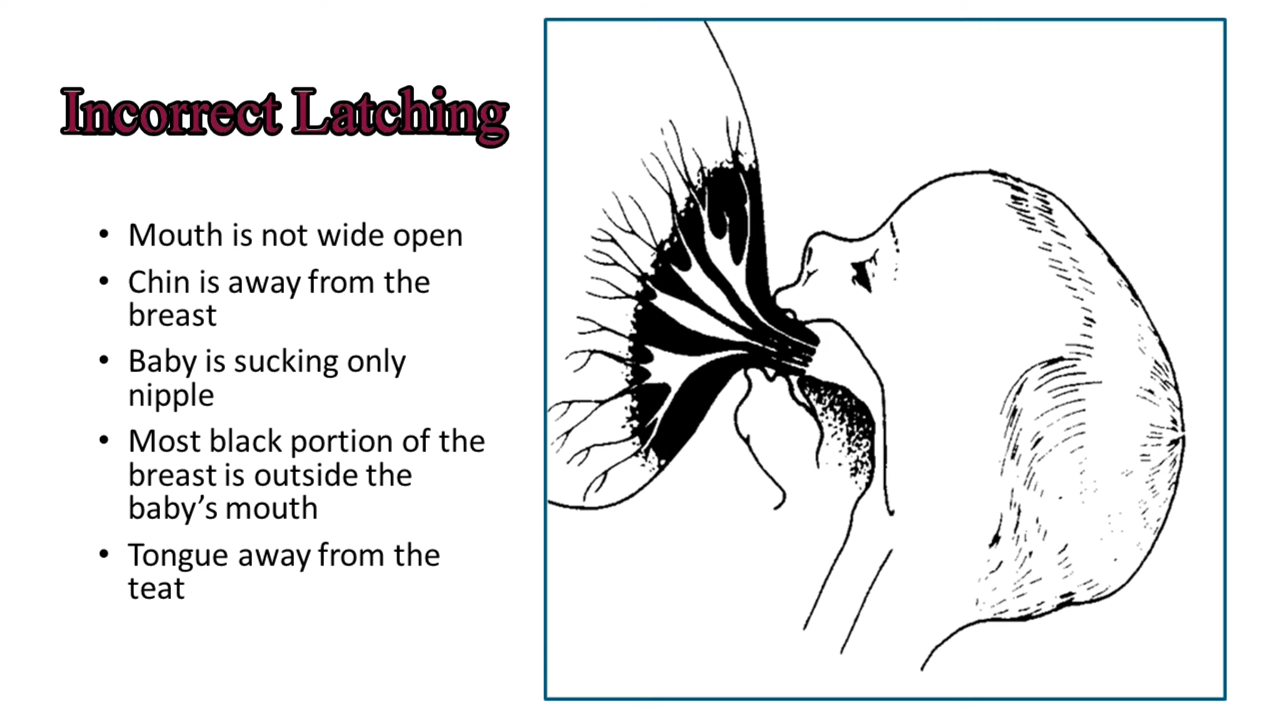 Incorrect Latching
• Mouth is not wide open
• Chin is away from the
breast
• Baby is sucking only
nipple
• Most black portion of the
breast is outside the
baby’s mouth
• Tongue away from the
teat